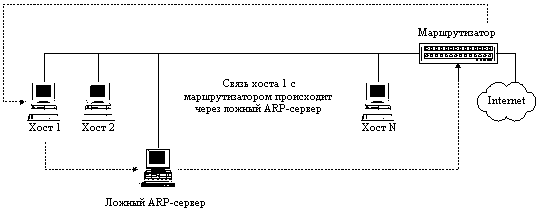 Маршрутизатор
Связь хоста 1 с
маршрутизатором происходит
через ложный ARP-сервер
Internet
Хост 1
Хост 2
Хост N
Ложный ARP-сервер